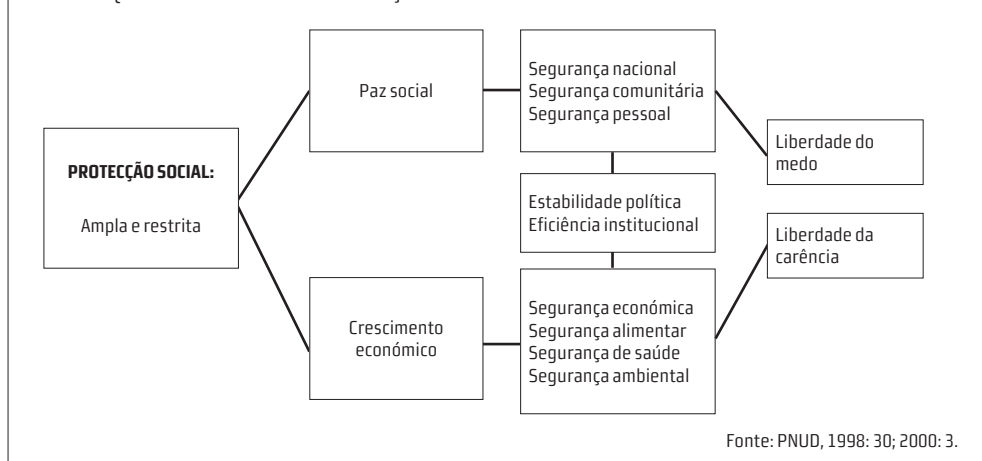 PROTECÇÃO SOCIAL:
Ampla e restrita
Paz social
Crescimento
económico
Segurança nacional
Segurança comunitária
Segurança pessoal
Estabilidade política
Eficiência institucional
Segurança económica
Segurança alimentar
Segurança de saúde
Segurança ambiental
Liberdade do
medo
Liberdade da
carência
Fonte: PNUD, 1998: 30; 2000: 3.